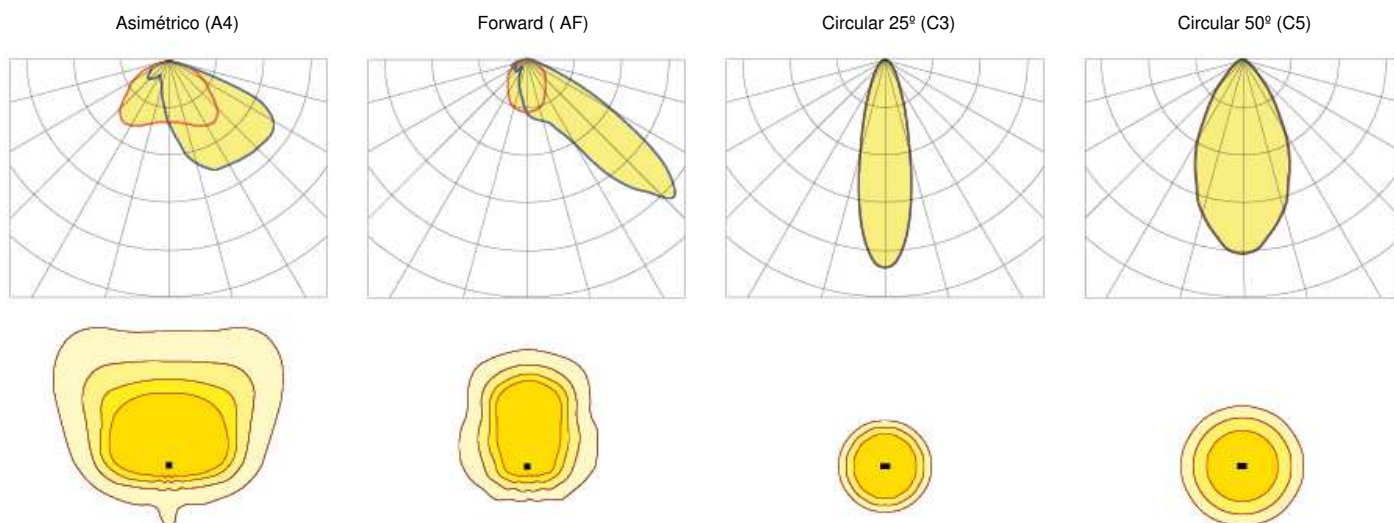 Asimétrico (A4)
Forward ( AF)
Circular 25º (C3)
Circular 50º (C5)